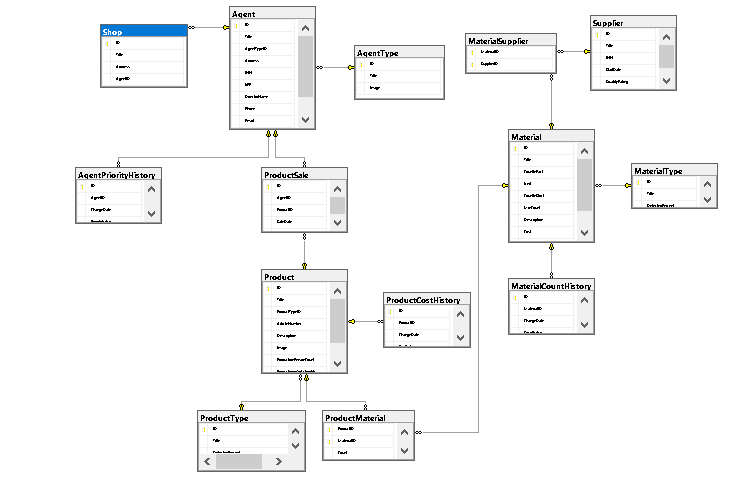 Shop
ID
Title
Address
AgentID
Agent
ID
Title
AgentTypeID
Address
INN
KPP
DirectorName
Phone
Email
AgentType
ID
Title
Image
MaterialSupplier
MaterialID
SupplierID
Supplier
ID
Title
INN
StartDate
QualityRating
AgentPriorityHistory
ID
AgentID
ChangeDate
ProductSale
ID
AgentID
ProductID
SaleDate
Material
ID
Title
CountInPack
Unit
CountInStock
MinCount
Description
Cost
MaterialType
ID
Title
DefectedPercent
Product
ID
Title
ProductTypeID
ArticleNumber
Description
Image
ProductionPersonCount
ProductCostHistory
ID
ProductID
ChangeDate
MaterialCountHistory
ID
MaterialID
ChangeDate
ProductType
ID
Title
DefectedPercent
ProductMaterial
ProductID
MaterialID
Count